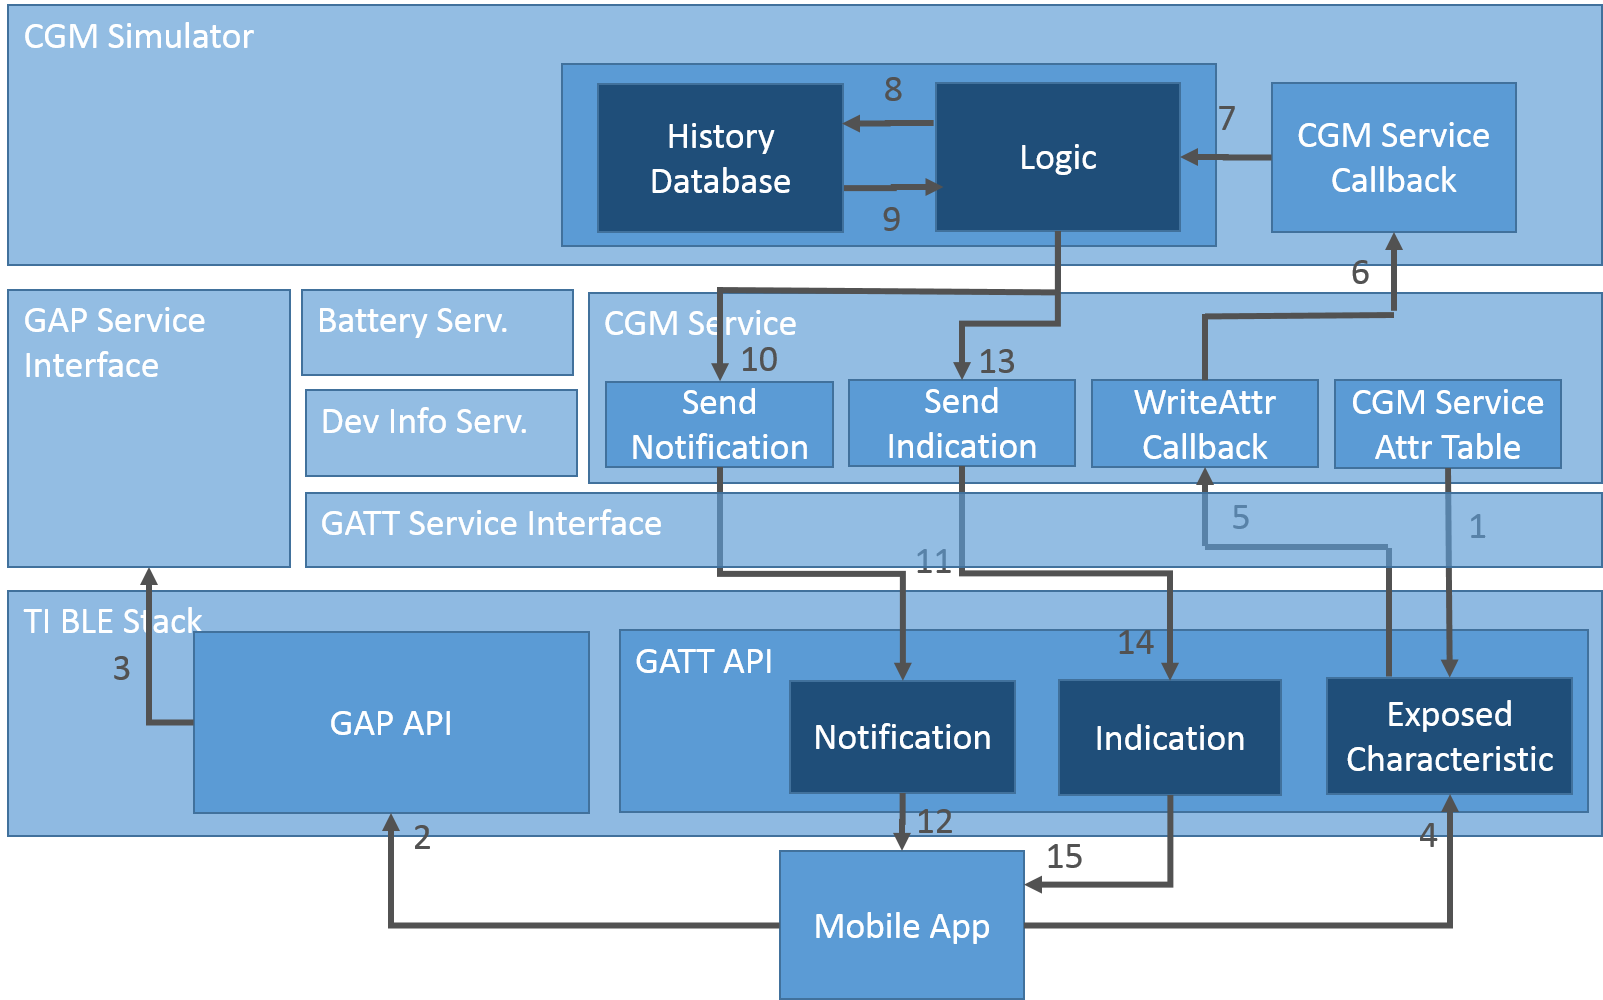 CGM Simulator
8
History
Database
Logic
7
CGM Service
Callback
9
6
GAP Service
Interface
Battery Serv.
CGM Service
10
13
Dev Info Serv.
Send
Notification
Send
Indication
WriteAttr
Callback
CGM Service
Attr Table
GATT Service Interface
5
1
11
TI BLE Stack
3
GAP API
GATT API
14
Notification
Indication
Exposed
Characteristic
2
12
4
15
Mobile App